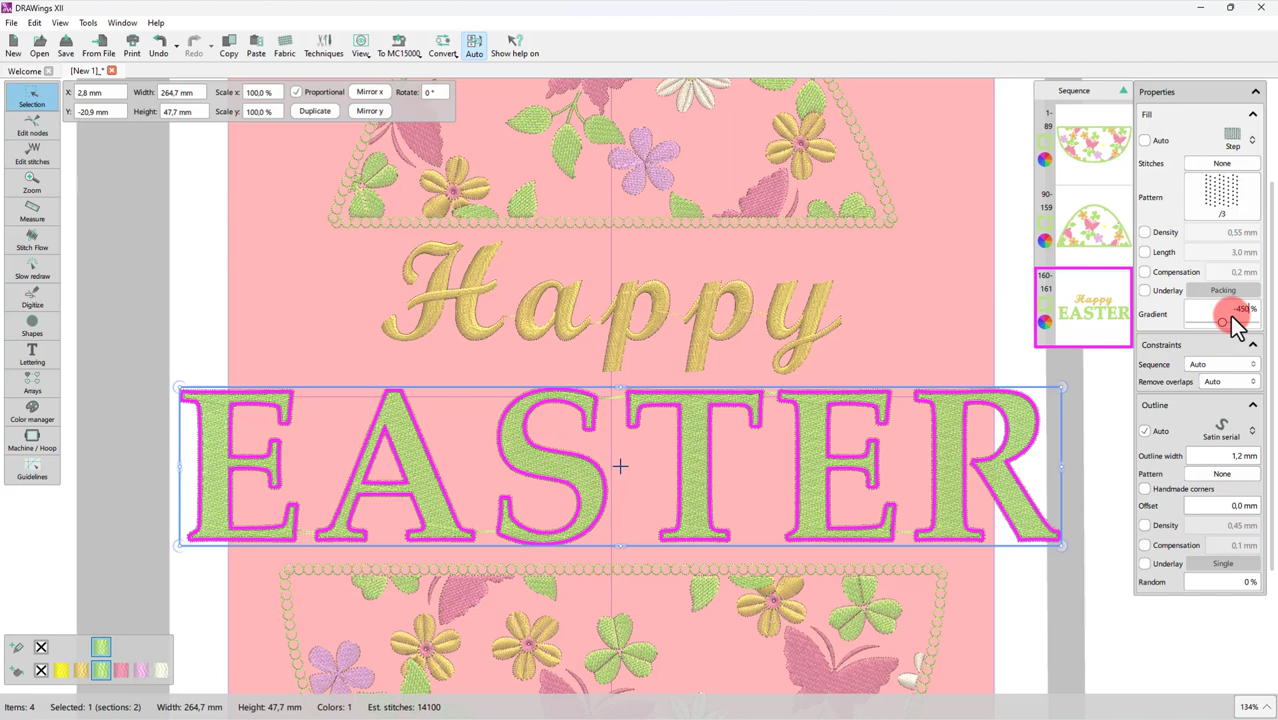 DRAWings XII
File Edit View Tools Window Help
New Open Save From File Print Undo Redo Copy Paste Fabric Techniques View To MC15000 Convert Auto Show help on
Welcome [New 1]_*
X: 2,8 mm Width: 264,7 mm Scale x: 100,0 % Proportional Mirror x Rotate: 0 °
Y: -20,9 mm Height: 47,7 mm Scale y: 100,0 % Duplicate Mirror y
Selection
Edit nodes
Edit stitches
Zoom
Measure
Stitch Flow
Slow redraw
Digitize
Shapes
Lettering
Arrays
Color manager
Machine / Hoop
Guidelines
Happy
EASTER
Sequence
1-
89
90-
159
160-
161
Happy
EASTER
Properties
Fill
Auto Step
Stitches None
Pattern /3
Density 0,55 mm
Length 3,0 mm
Compensation 0,2 mm
Underlay Packing
Gradient -450 %
Constraints
Sequence Auto
Remove overlaps Auto
Outline
Auto Satin serial
Outline width 1,2 mm
Pattern None
Handmade corners
Offset 0,0 mm
Density 0,45 mm
Compensation 0,1 mm
Underlay Single
Random 0 %
Items: 4 Selected: 1 (sections: 2) Width: 264,7 mm Height: 47,7 mm Colors: 1 Est. stitches: 14100 134%